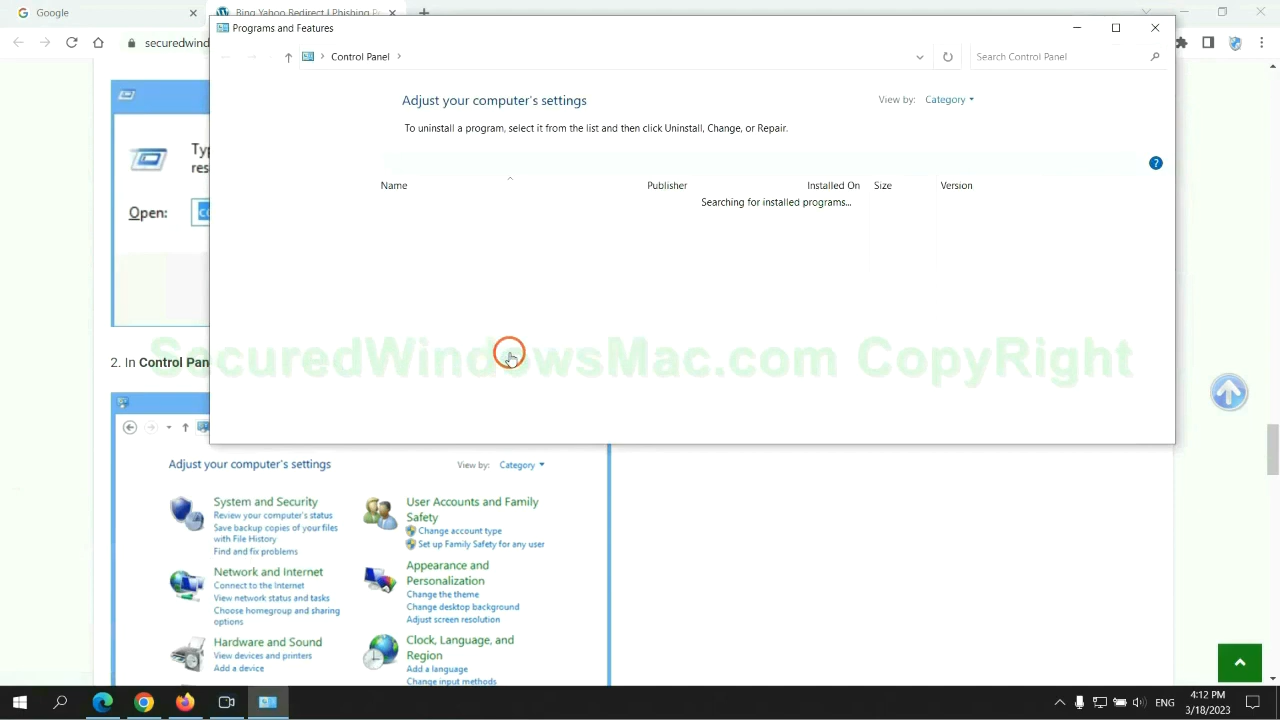 Google
Bing Yahoo Redirect | Phishing P
Programs and Features
securedwind
Control Panel
Search Control Panel
Adjust your computer's settings
View by: Category
To uninstall a program, select it from the list and then click Uninstall, Change, or Repair.
?
Name Publisher Installed On Size Version
Searching for installed programs...
Open:
2. In Control Pan
SecuredWindowsMac.com CopyRight
Adjust your computer's settings
View by: Category
System and Security
Review your computer's status
Save backup copies of your files
with File History
Find and fix problems
User Accounts and Family
Safety
Change account type
Set up Family Safety for any user
Network and Internet
Connect to the Internet
View network status and tasks
Choose homegroup and sharing
options
Appearance and
Personalization
Change the theme
Change desktop background
Adjust screen resolution
Hardware and Sound
View devices and printers
Add a device
Clock, Language, and
Region
Add a language
Change input methods
ENG
4:12 PM
3/18/2023